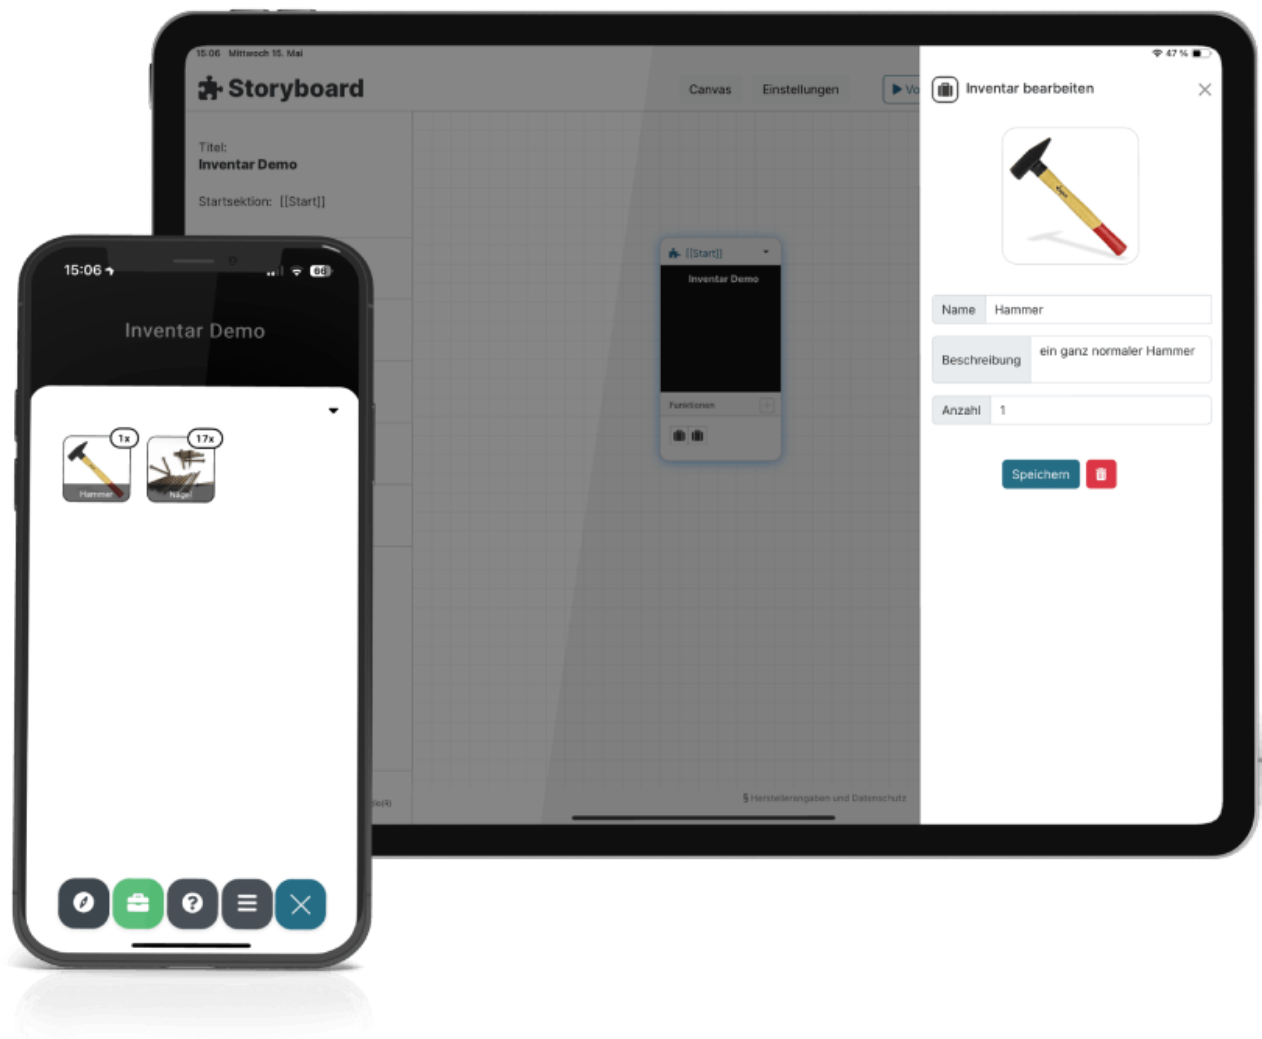 15:06 Mittwoch 15. Mai
47 %
Storyboard
Canvas
Einstellungen
Vo
Inventar bearbeiten
Titel:
Inventar Demo
Startsektion: [[Start]]
[[Start]]
Inventar Demo
Funktionen
Name Hammer
Beschreibung ein ganz normaler Hammer
Anzahl 1
Speichern
§ Herstellerangaben und Datenschutz
15:06
66
Inventar Demo
1x
17x
Hammer
Nägel